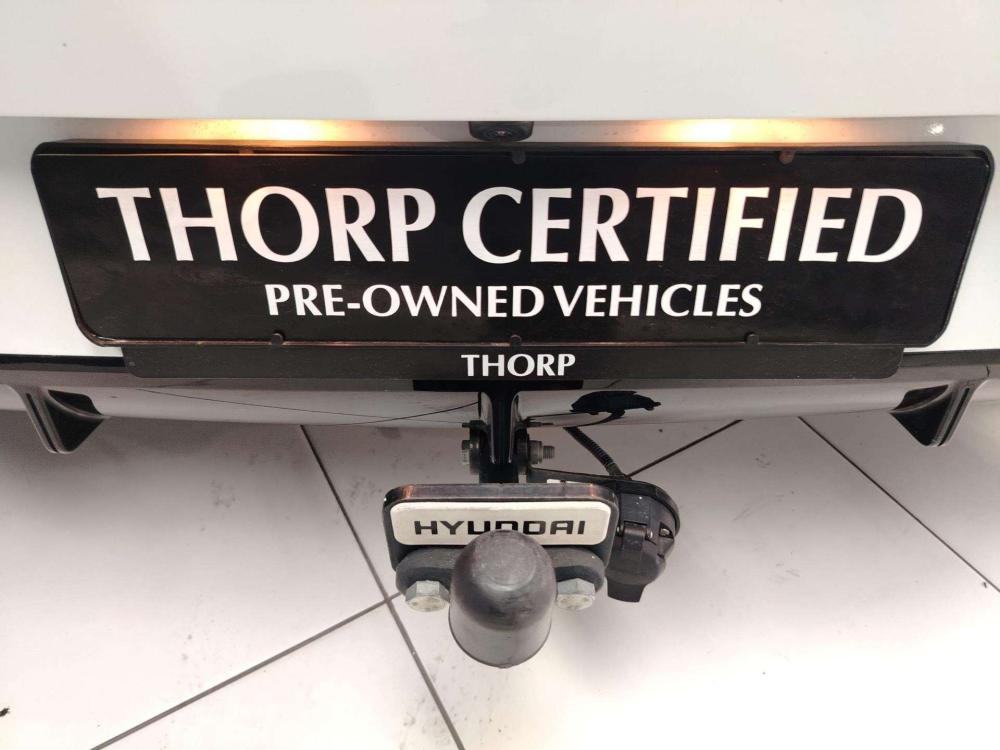 THORP CERTIFIED
PRE-OWNED VEHICLES
THORP
HYUNDAI